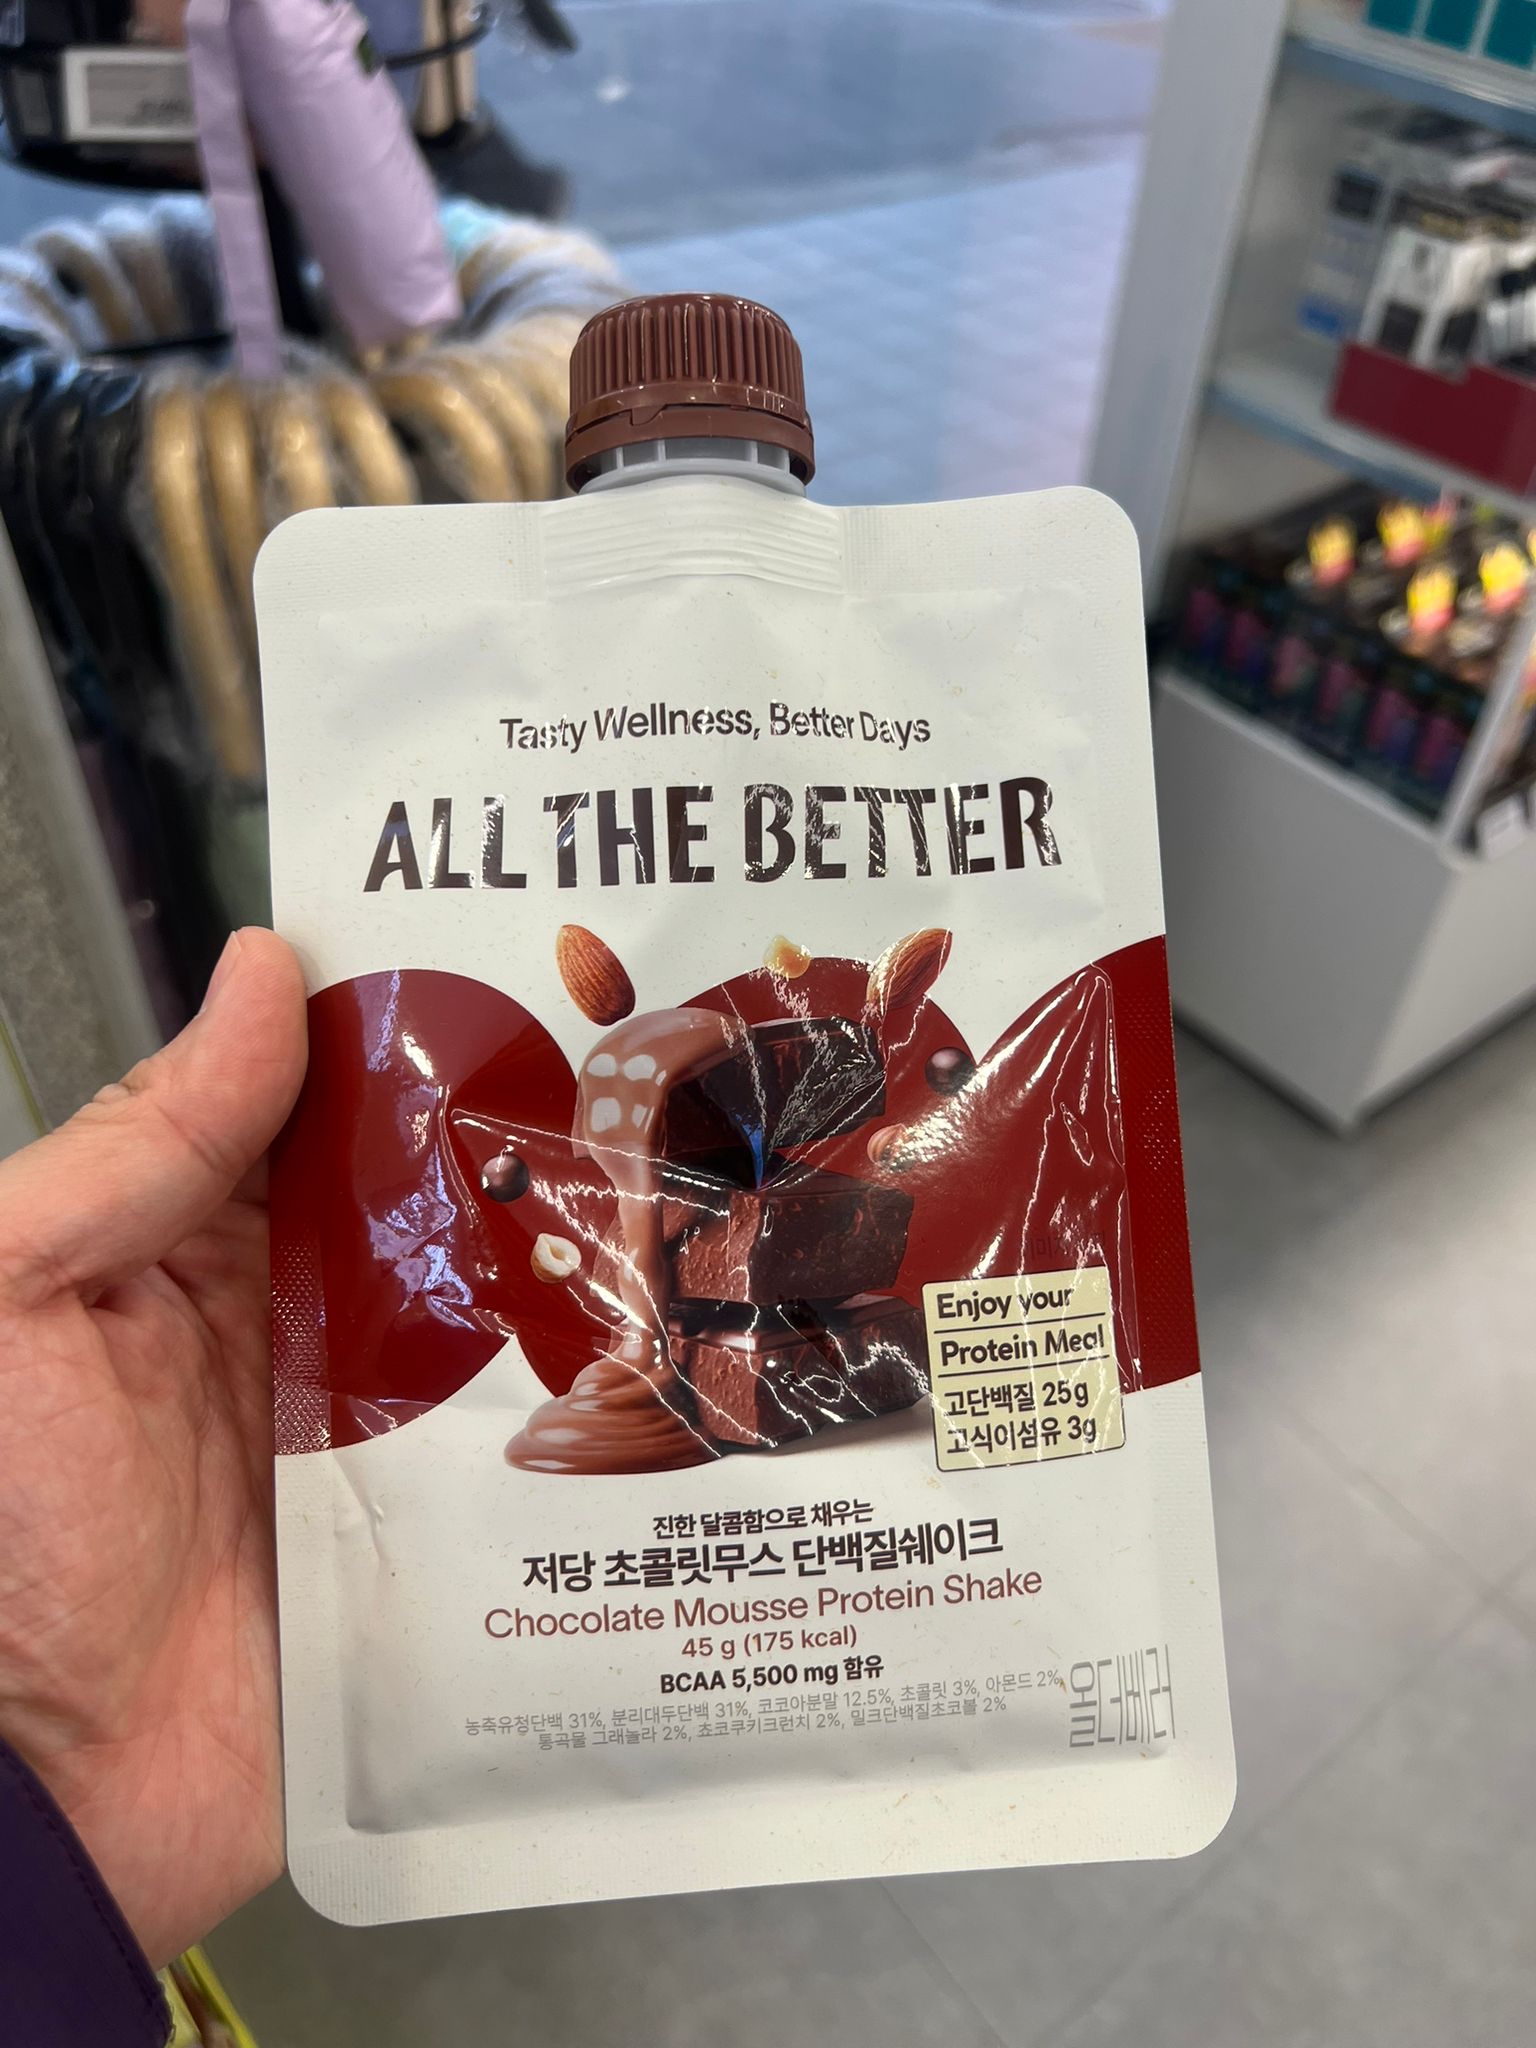 Tasty Wellness, Better Days
ALL THE BETTER
Enjoy your
Protein Meal
고단백질 25g
고식이섬유 3g
진한 달콤함으로 채우는
저당 초콜릿무스 단백질쉐이크
Chocolate Mousse Protein Shake
45 g (175 kcal)
BCAA 5,500 mg 함유
농축유청단백 31%, 분리대두단백 31%, 코코아분말 12.5%, 초콜릿 3%, 아몬드 2%,
통곡물 그래놀라 2%, 쵸코쿠키크런치 2%, 밀크단백질초코볼 2%
올더베러